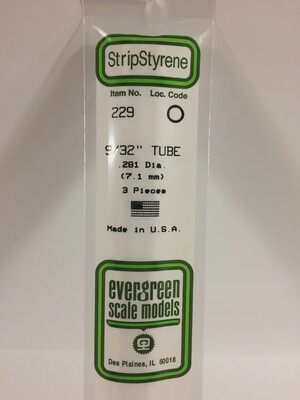 StripStyrene
Item No. Loc. Code
229
9/32" TUBE
.281 Dia.
(7.1 mm)
3 Pieces
Made in U.S.A.
evergreen
scale models
Des Plaines, IL 60018